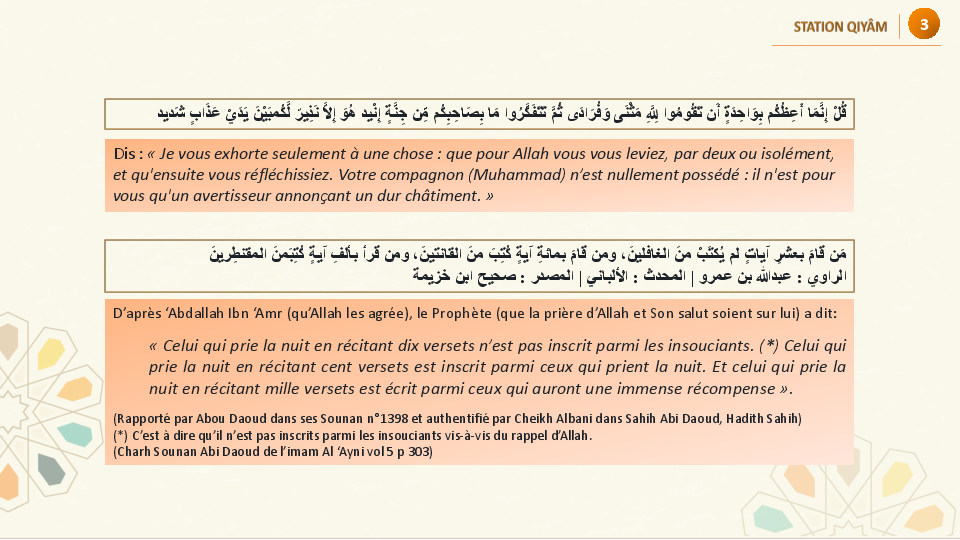 STATION QIYÂM
3
قُلْ إِنَّمَا أَعِظُكُم بِوَاحِدَةٍ أَن تَقُومُوا لِلَّهِ مَثْنَى وَفُرَادَى ثُمَّ تَتَفَكَّرُوا مَا بِصَاحِبِكُم مِّن جِنَّةٍ إِنْيد هُوَ إِلاَّ نَذِيرٌ لَّكُمبَيْنَ يَدَيْ عَذَابٍ شَديد
Dis : « Je vous exhorte seulement à une chose : que pour Allah vous vous leviez, par deux ou isolément,
et qu'ensuite vous réfléchissiez. Votre compagnon (Muhammad) n’est nullement possédé : il n'est pour
vous qu'un avertisseur annonçant un dur châtiment. »
مَن قامَ بعشرِ آياتٍ لم يُكتَبْ منَ الغافلينَ، ومن قامَ بمائةِ آيةٍ كُتِبَ منَ القانتينَ، ومن قرأَ بألفِ آيةٍ كُتِبَمنَ المقنطِرينَ
الراوي : عبدالله بن عمرو | المحدث : الألباني | المصدر : صحيح ابن خزيمة
D’après ‘Abdallah Ibn ‘Amr (qu’Allah les agrée), le Prophète (que la prière d’Allah et Son salut soient sur lui) a dit:
« Celui qui prie la nuit en récitant dix versets n’est pas inscrit parmi les insouciants. (*) Celui qui
prie la nuit en récitant cent versets est inscrit parmi ceux qui prient la nuit. Et celui qui prie la
nuit en récitant mille versets est écrit parmi ceux qui auront une immense récompense ».
(Rapporté par Abou Daoud dans ses Sounan n°1398 et authentifié par Cheikh Albani dans Sahih Abi Daoud, Hadith Sahih)
(*) C’est à dire qu’il n’est pas inscrits parmi les insouciants vis-à-vis du rappel d’Allah.
(Charh Sounan Abi Daoud de l’imam Al ‘Ayni vol 5 p 303)